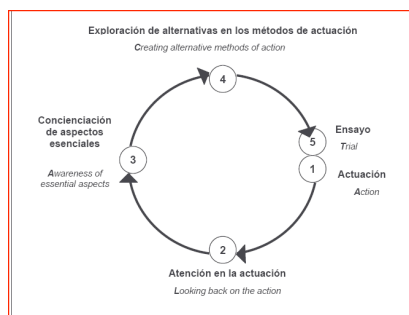 Exploración de alternativas en los métodos de actuación
Creating alternative methods of action
4
Concienciación
de aspectos
esenciales
3
Awareness of
essential aspects
Ensayo
5
Trial
1
Actuación
Action
2
Atención en la actuación
Looking back on the action